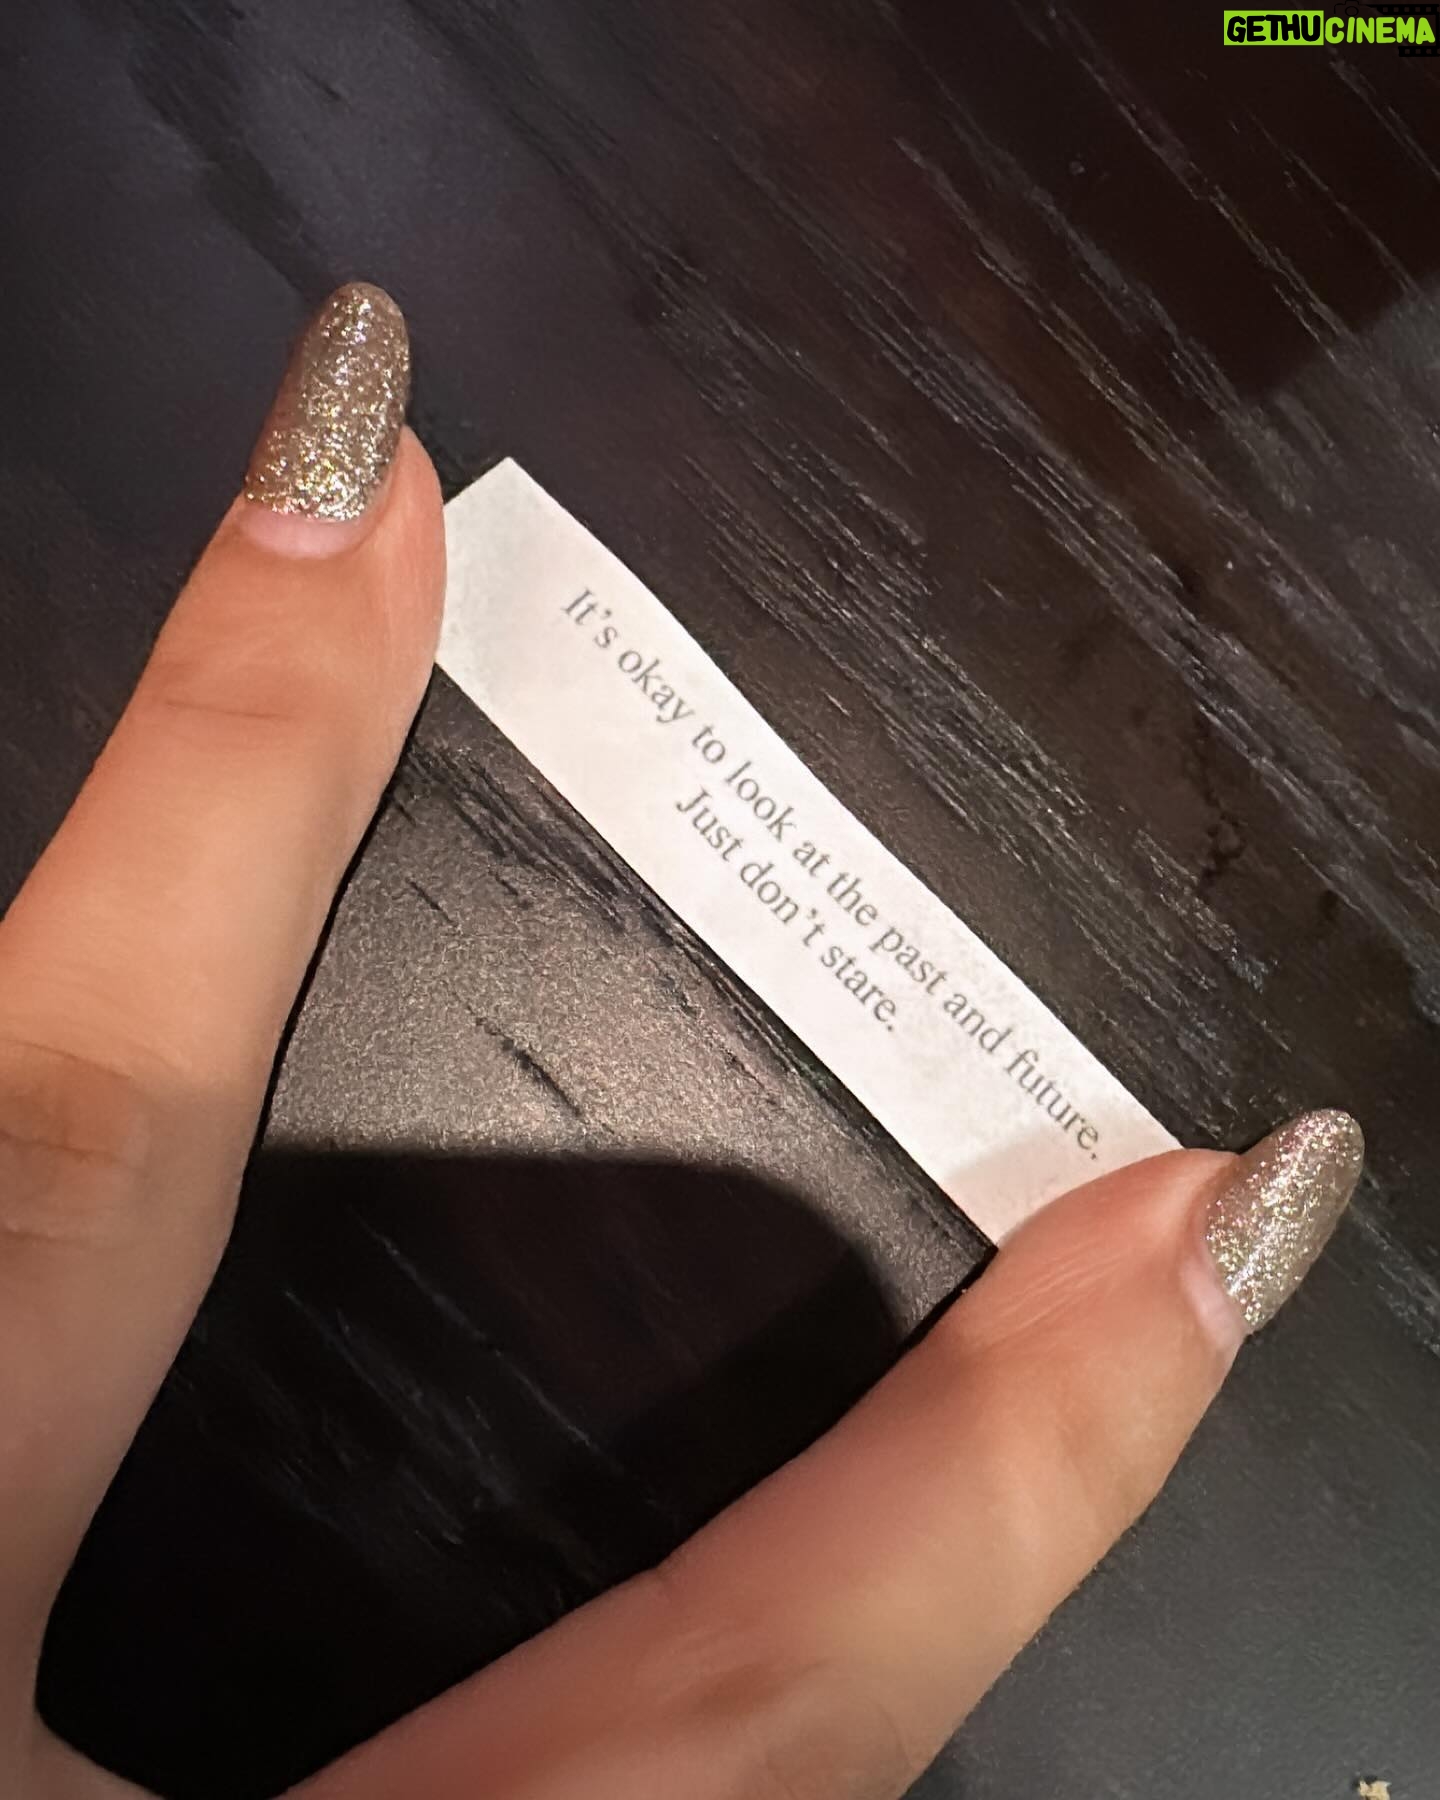 GETHUCINEMA
It's okay to look at the past and future.
Just don't stare.